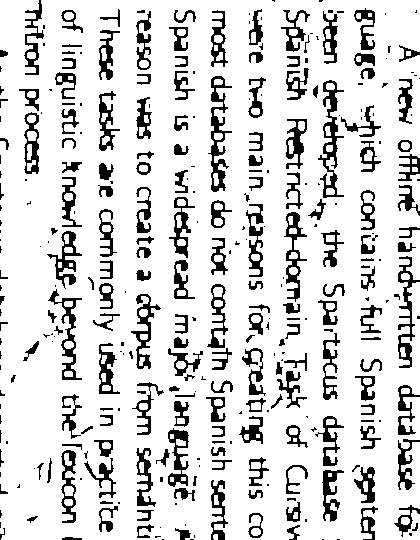 A new offline handwritten database for
guage, which contains full Spanish senten
been developed: the Spartacus database
Spanish Restricted-domain Task of Cursiv
were two main reasons for creating this co
most databases do not contain Spanish sente
Spanish is a widespread major language.
reason was to create a corpus from semanti
These tasks are commonly used in practice
of linguistic knowledge beyond the lexicon
nition process.